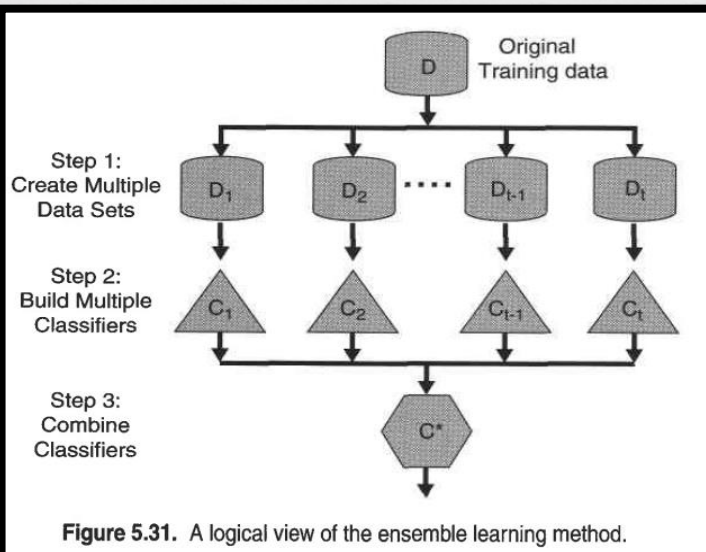 Original
Training data
D
Step 1:
Create Multiple
Data Sets
D1 D2 .... Dt-1 Dt
Step 2:
Build Multiple
Classifiers
C1 C2 Ct-1 Ct
Step 3:
Combine
Classifiers
C*
Figure 5.31. A logical view of the ensemble learning method.